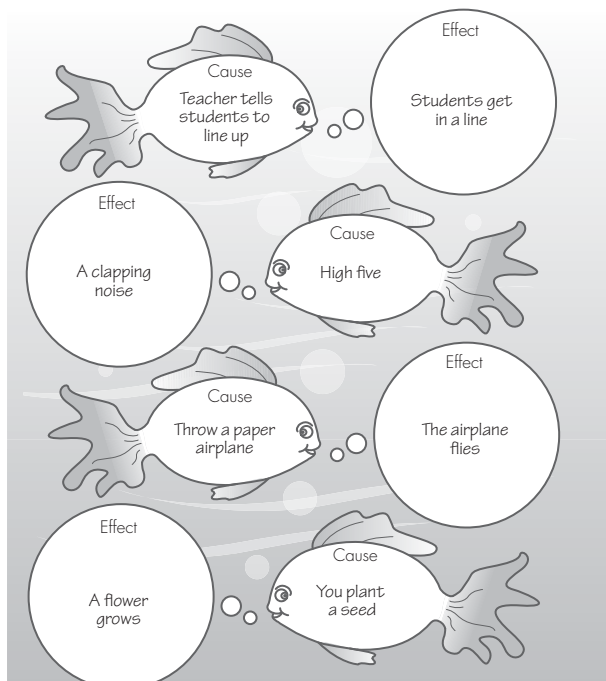 Cause
Teacher tells
students to
line up
Effect
Students get
in a line
Effect
A clapping
noise
Cause
High five
Cause
Throw a paper
airplane
Effect
The airplane
flies
Effect
A flower
grows
Cause
You plant
a seed